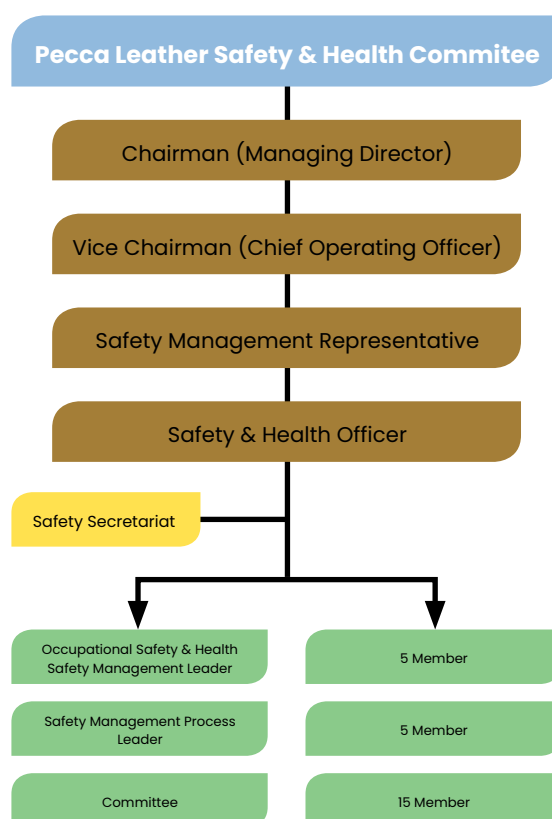 Pecca Leather Safety & Health Commitee
Chairman (Managing Director)
Vice Chairman (Chief Operating Officer)
Safety Management Representative
Safety & Health Officer
Safety Secretariat
Occupational Safety & Health
Safety Management Leader
5 Member
Safety Management Process
Leader
5 Member
Committee
15 Member